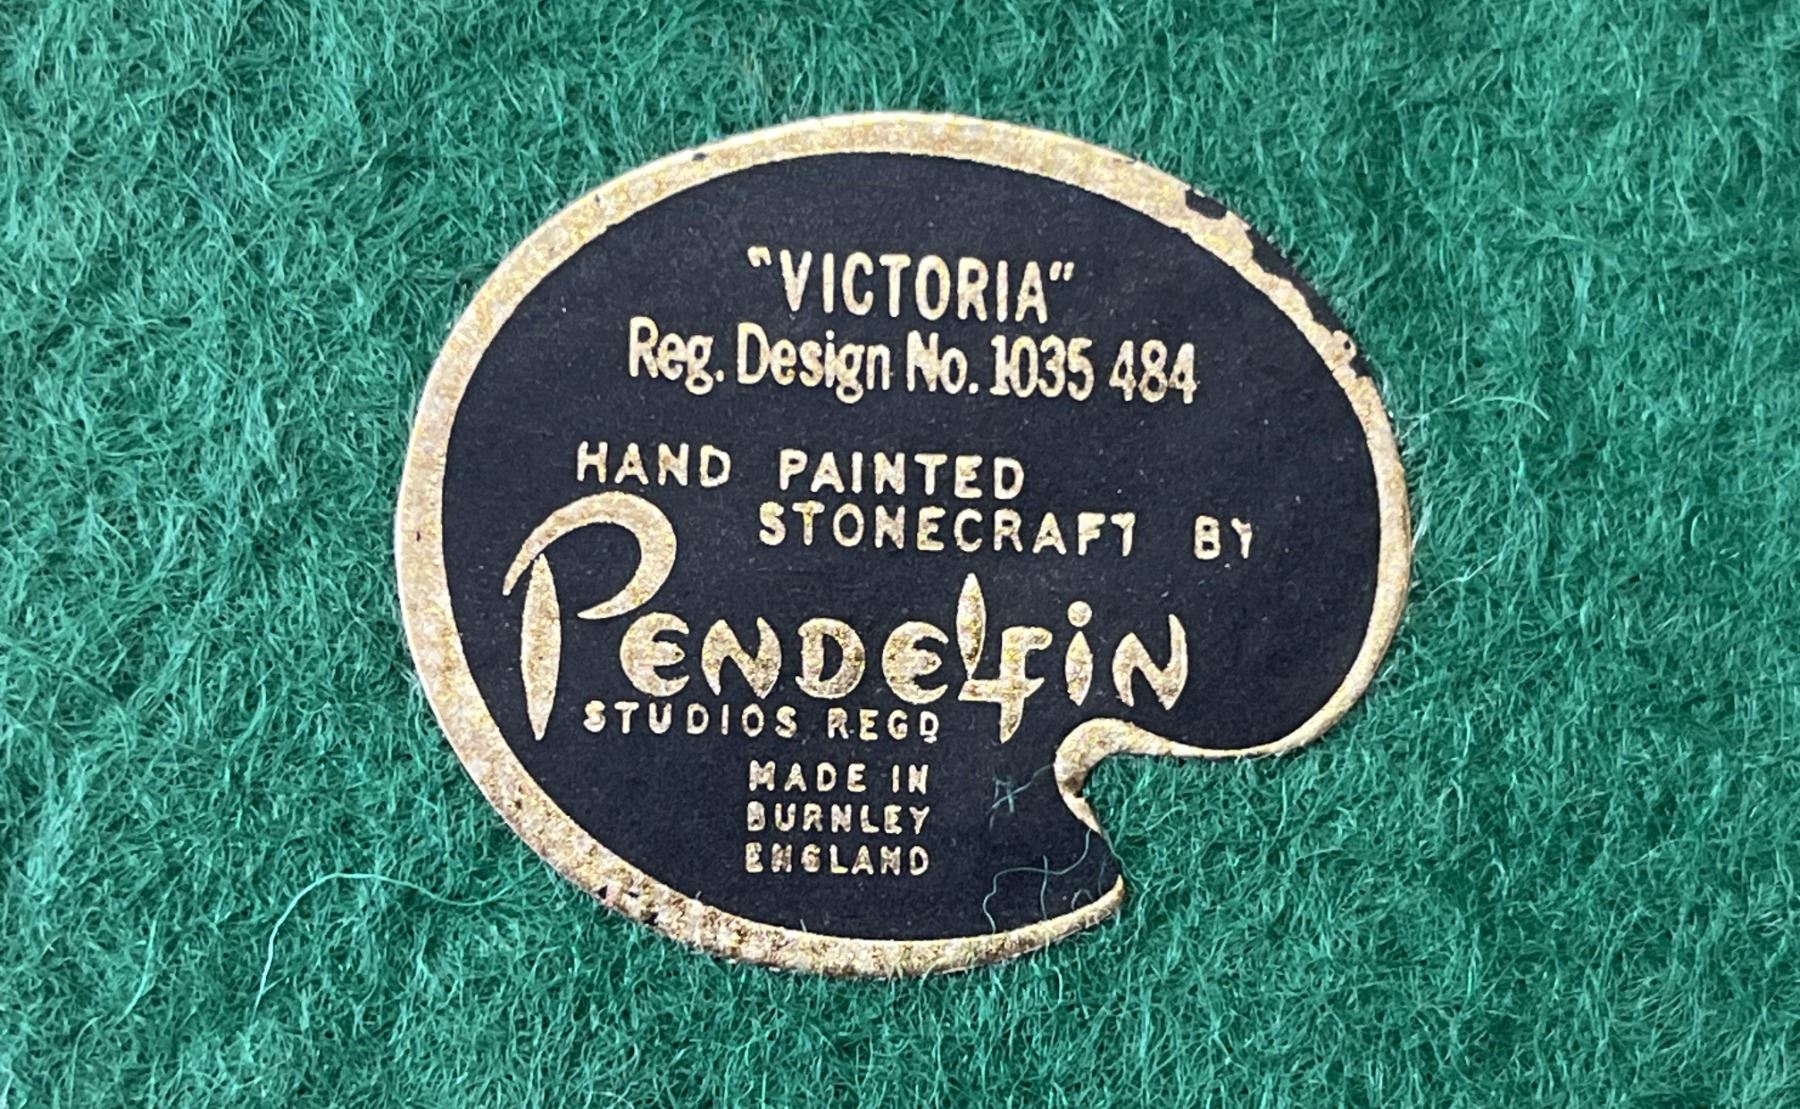 "VICTORIA"
Reg. Design No. 1035 484
HAND PAINTED
STONECRAFT BY
PENDELFIN
STUDIOS REGD
MADE IN
BURNLEY
ENGLAND